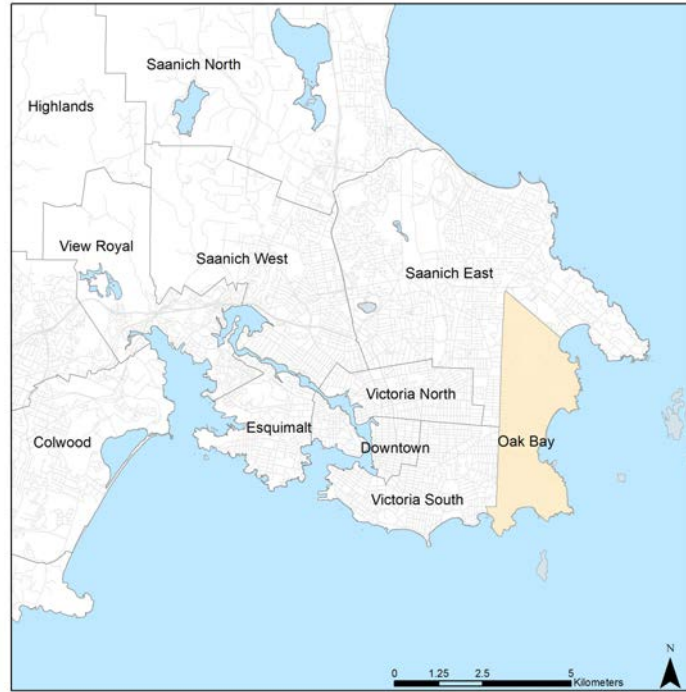 Saanich North
Highlands
View Royal
Saanich West
Saanich East
Victoria North
Esquimalt
Colwood
Downtown
Oak Bay
Victoria South
N
0 1.25 2.5 5
Kilometers